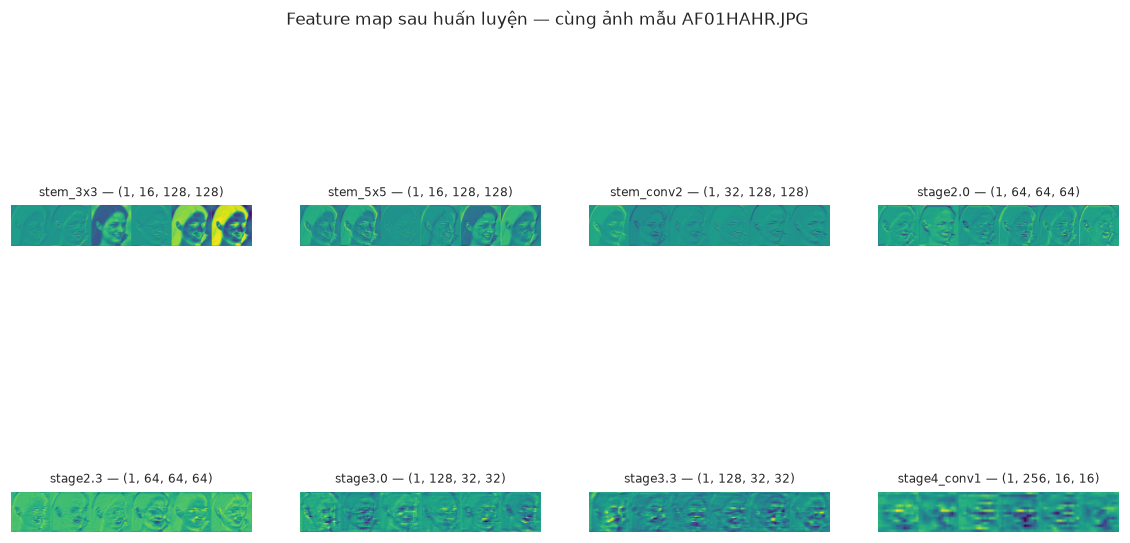 Feature map sau huấn luyện — cùng ảnh mẫu AF01HAHR.JPG
stem_3x3 — (1, 16, 128, 128)
stem_5x5 — (1, 16, 128, 128)
stem_conv2 — (1, 32, 128, 128)
stage2.0 — (1, 64, 64, 64)
stage2.3 — (1, 64, 64, 64)
stage3.0 — (1, 128, 32, 32)
stage3.3 — (1, 128, 32, 32)
stage4_conv1 — (1, 256, 16, 16)